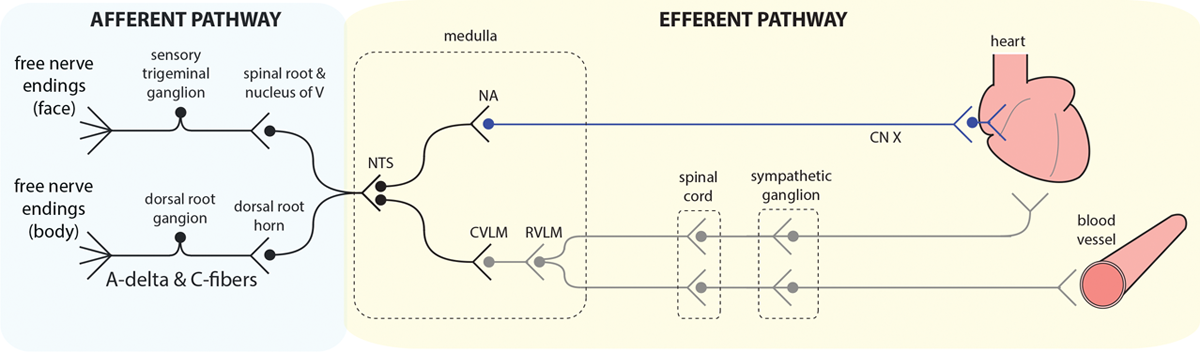 AFFERENT PATHWAY
EFFERENT PATHWAY
free nerve
endings
(face)
sensory
trigeminal
ganglion
spinal root &
nucleus of V
free nerve
endings
(body)
dorsal root
gangion
dorsal root
horn
A-delta & C-fibers
medulla
NTS
NA
CVLM
RVLM
CN X
spinal
cord
sympathetic
ganglion
heart
blood
vessel